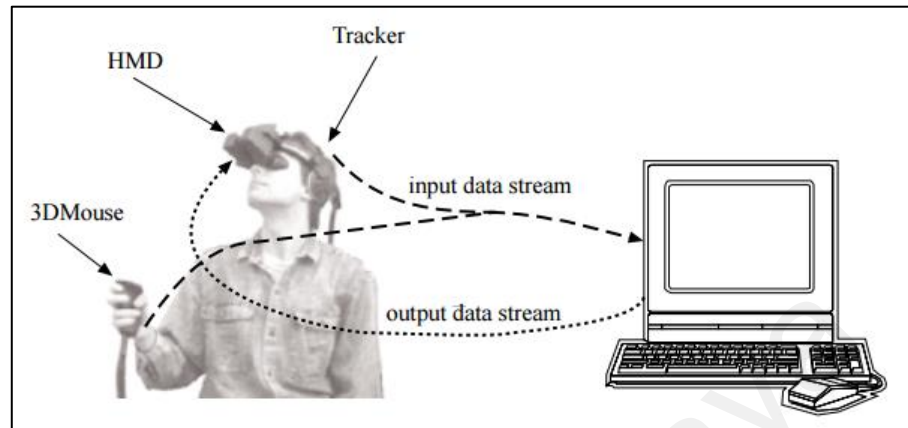 Tracker
HMD
input data stream
3DMouse
output data stream